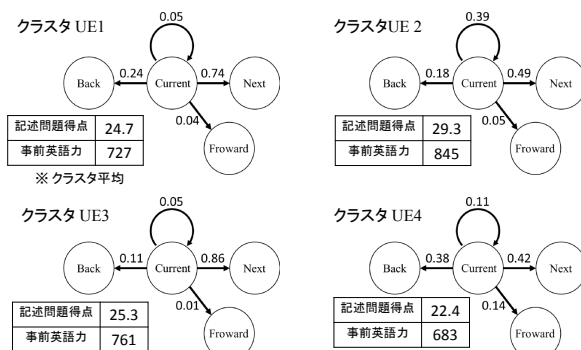 クラスタ UE1
0.05
Back
0.24
Current
0.74
Next
0.04
Froward
記述問題得点 24.7
事前英語力 727
※ クラスタ平均
クラスタUE 2
0.39
Back
0.18
Current
0.49
Next
0.05
Froward
記述問題得点 29.3
事前英語力 845
クラスタ UE3
0.05
Back
0.11
Current
0.86
Next
0.01
Froward
記述問題得点 25.3
事前英語力 761
クラスタ UE4
0.11
Back
0.38
Current
0.42
Next
0.14
Froward
記述問題得点 22.4
事前英語力 683